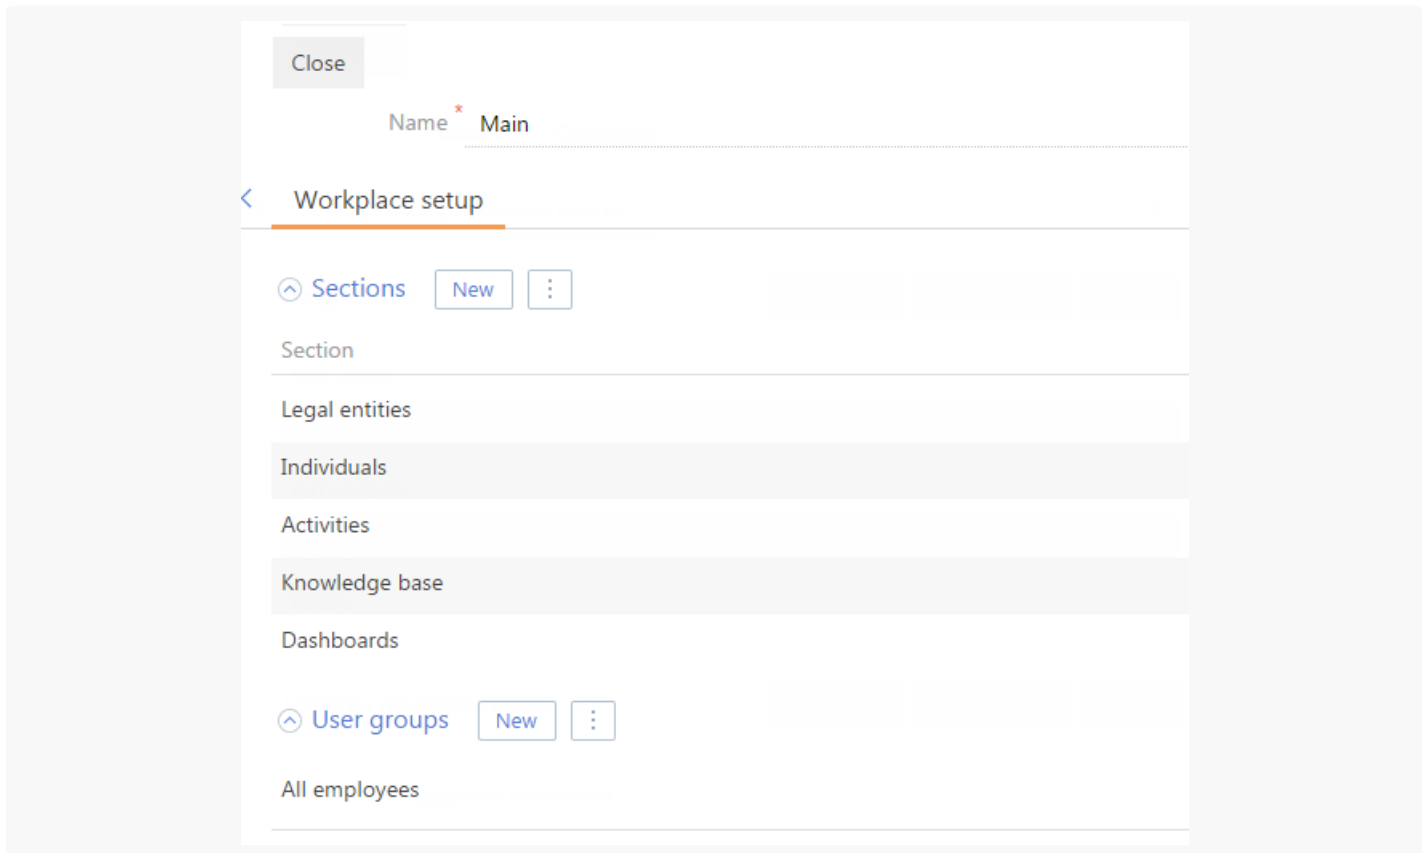 Close
Name * Main
Workplace setup
Sections New
Section
Legal entities
Individuals
Activities
Knowledge base
Dashboards
User groups New
All employees